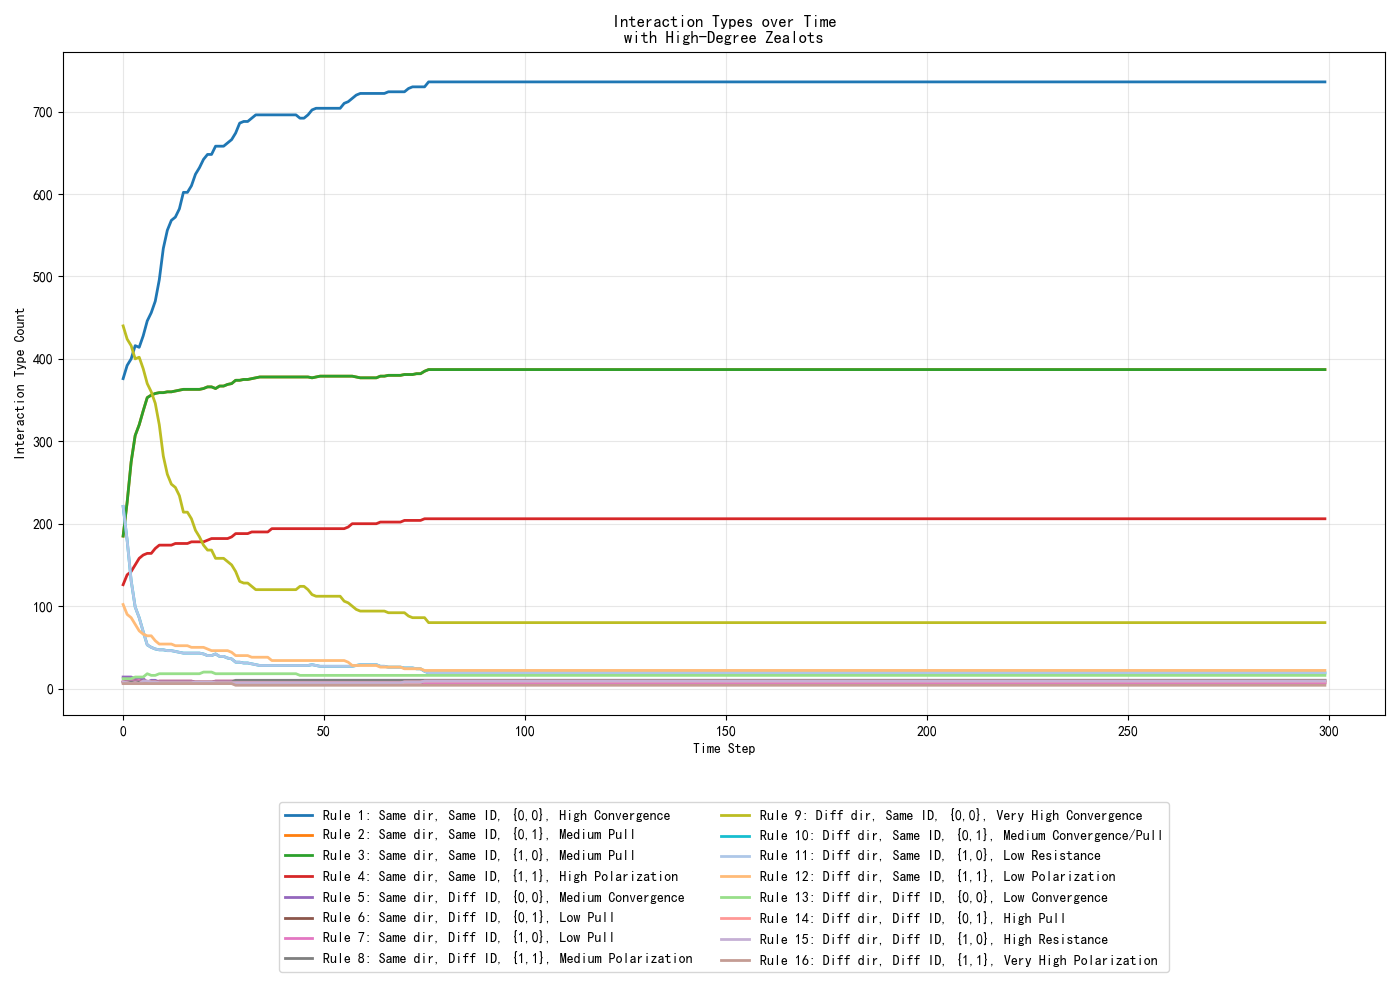 Interaction Types over Time
with High-Degree Zealots
Interaction Type Count
700
600
500
400
300
200
100
0
0
50
100
150
200
250
300
Time Step
Rule 1: Same dir, Same ID, {0,0}, High Convergence
Rule 2: Same dir, Same ID, {0,1}, Medium Pull
Rule 3: Same dir, Same ID, {1,0}, Medium Pull
Rule 4: Same dir, Same ID, {1,1}, High Polarization
Rule 5: Same dir, Diff ID, {0,0}, Medium Convergence
Rule 6: Same dir, Diff ID, {0,1}, Low Pull
Rule 7: Same dir, Diff ID, {1,0}, Low Pull
Rule 8: Same dir, Diff ID, {1,1}, Medium Polarization
Rule 9: Diff dir, Same ID, {0,0}, Very High Convergence
Rule 10: Diff dir, Same ID, {0,1}, Medium Convergence/Pull
Rule 11: Diff dir, Same ID, {1,0}, Low Resistance
Rule 12: Diff dir, Same ID, {1,1}, Low Polarization
Rule 13: Diff dir, Diff ID, {0,0}, Low Convergence
Rule 14: Diff dir, Diff ID, {0,1}, High Pull
Rule 15: Diff dir, Diff ID, {1,0}, High Resistance
Rule 16: Diff dir, Diff ID, {1,1}, Very High Polarization